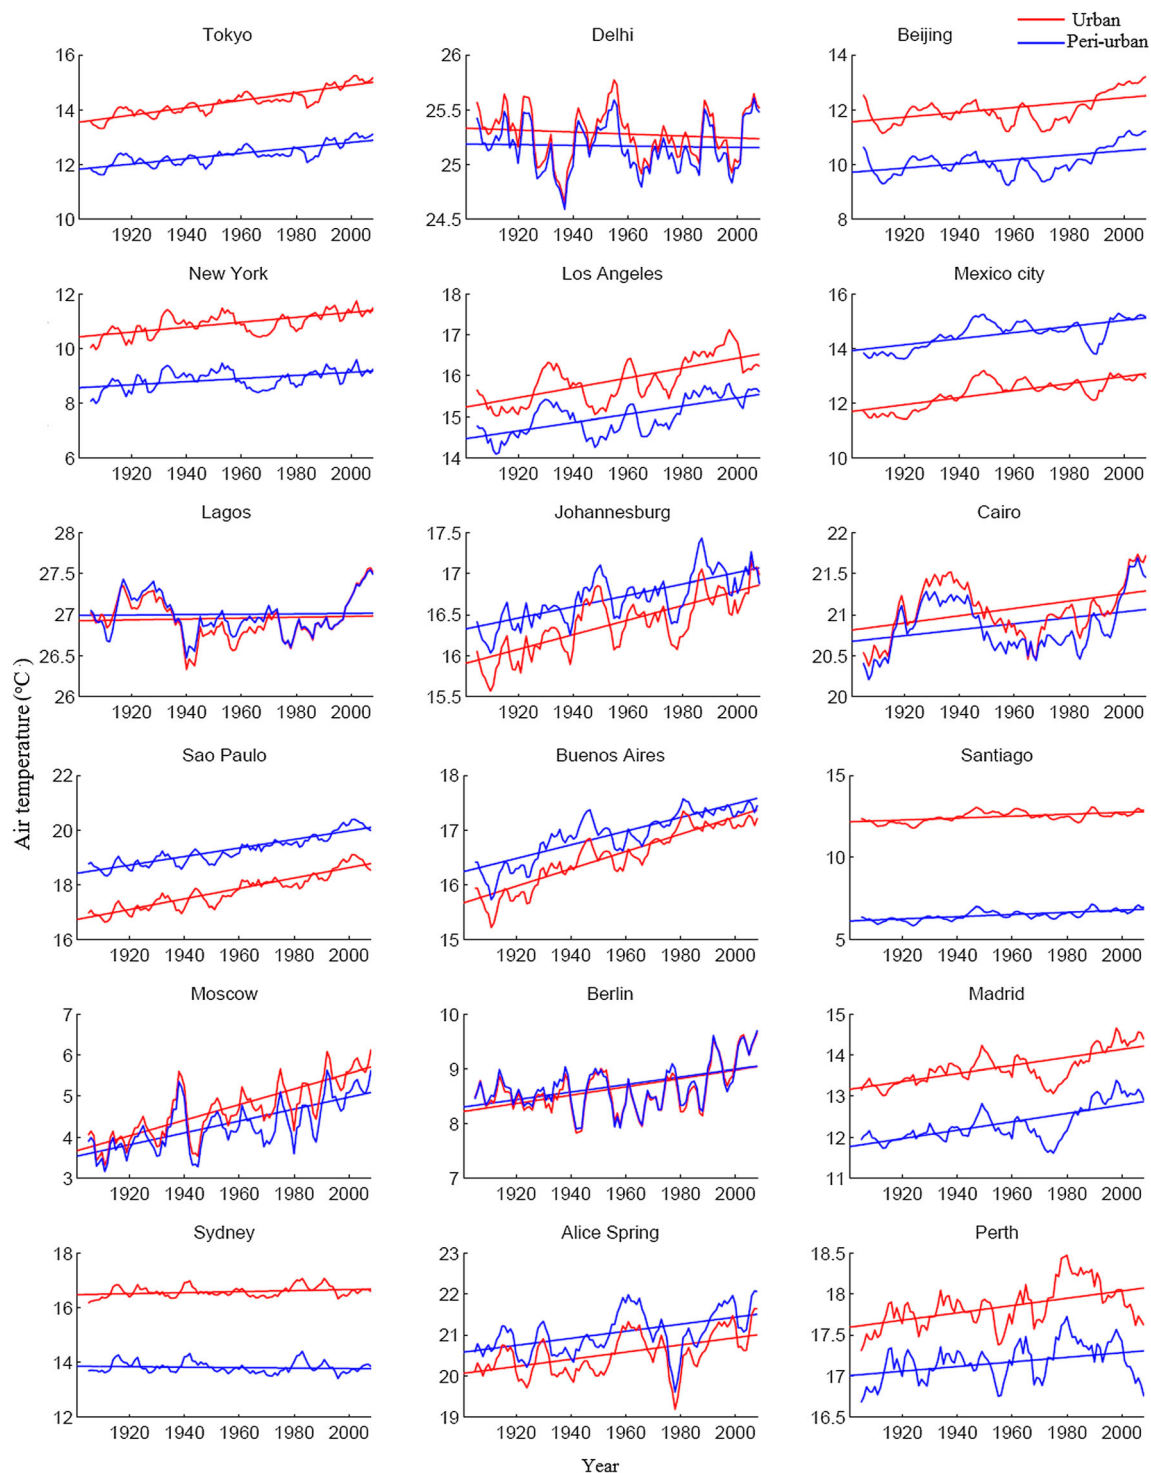 Urban
Peri-urban
Tokyo Delhi Beijing
16 26 14
14 25.5 12
12 25 10
10 24.5 8
1920 1940 1960 1980 2000 1920 1940 1960 1980 2000 1920 1940 1960 1980 2000
New York Los Angeles Mexico city
12 18 16
10 17 14
8 16 12
6 15 10
14
1920 1940 1960 1980 2000 1920 1940 1960 1980 2000 1920 1940 1960 1980 2000
Lagos Johannesburg Cairo
28 17.5 22
27.5 17 21.5
27 16.5 21
26.5 16 20.5
26 15.5 20
1920 1940 1960 1980 2000 1920 1940 1960 1980 2000 1920 1940 1960 1980 2000
Air temperature (°C)
Sao Paulo Buenos Aires Santiago
22 18 15
20 17 10
18 16 5
16 15
1920 1940 1960 1980 2000 1920 1940 1960 1980 2000 1920 1940 1960 1980 2000
Moscow Berlin Madrid
7 10 15
6 9 14
5 8 13
4 7 12
3 11
1920 1940 1960 1980 2000 1920 1940 1960 1980 2000 1920 1940 1960 1980 2000
Sydney Alice Spring Perth
18 23 18.5
16 22 18
14 21 17.5
12 20 17
19 16.5
1920 1940 1960 1980 2000 1920 1940 1960 1980 2000 1920 1940 1960 1980 2000
Year